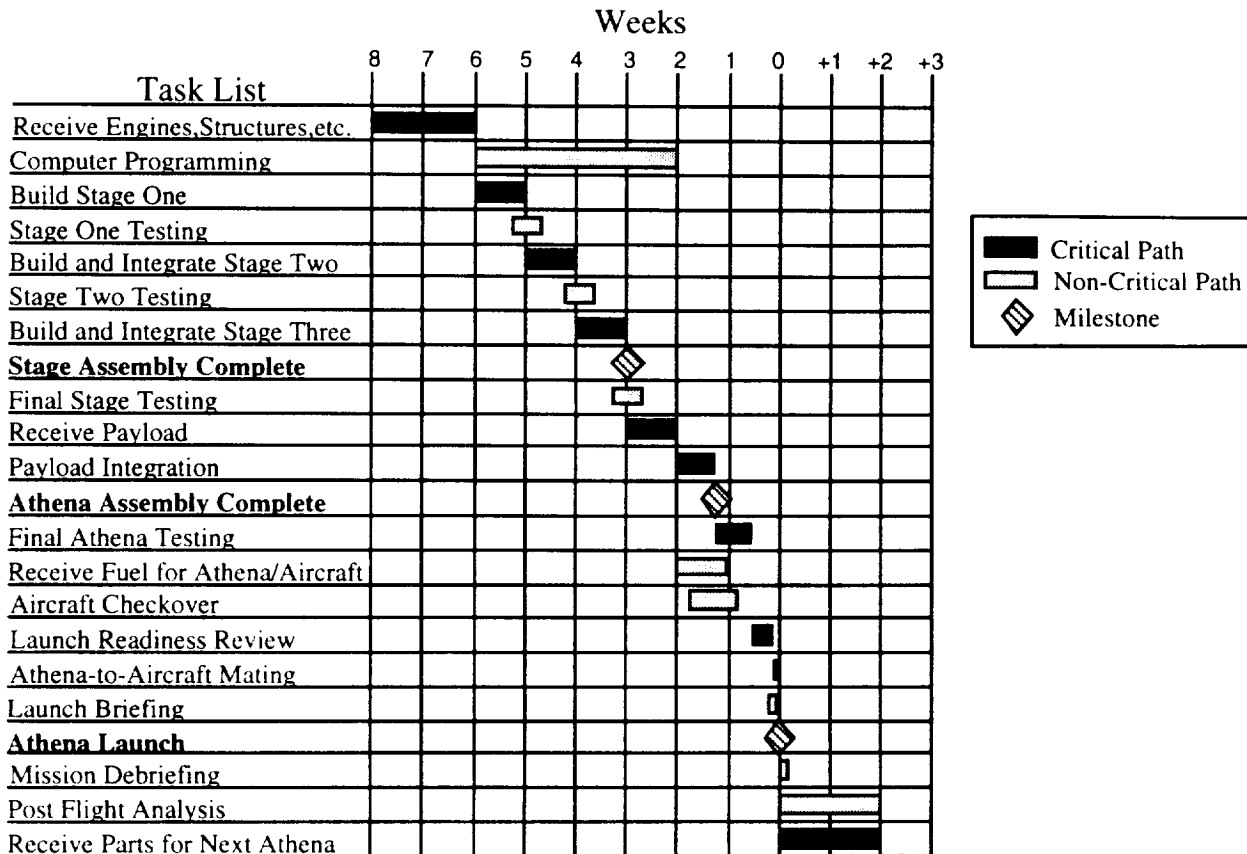 Weeks
8 7 6 5 4 3 2 1 0 +1 +2 +3
Task List
Receive Engines,Structures,etc.
Computer Programming
Build Stage One
Stage One Testing
Build and Integrate Stage Two
Stage Two Testing
Build and Integrate Stage Three
Stage Assembly Complete
Final Stage Testing
Receive Payload
Payload Integration
Athena Assembly Complete
Final Athena Testing
Receive Fuel for Athena/Aircraft
Aircraft Checkover
Launch Readiness Review
Athena-to-Aircraft Mating
Launch Briefing
Athena Launch
Mission Debriefing
Post Flight Analysis
Receive Parts for Next Athena
Critical Path
Non-Critical Path
Milestone